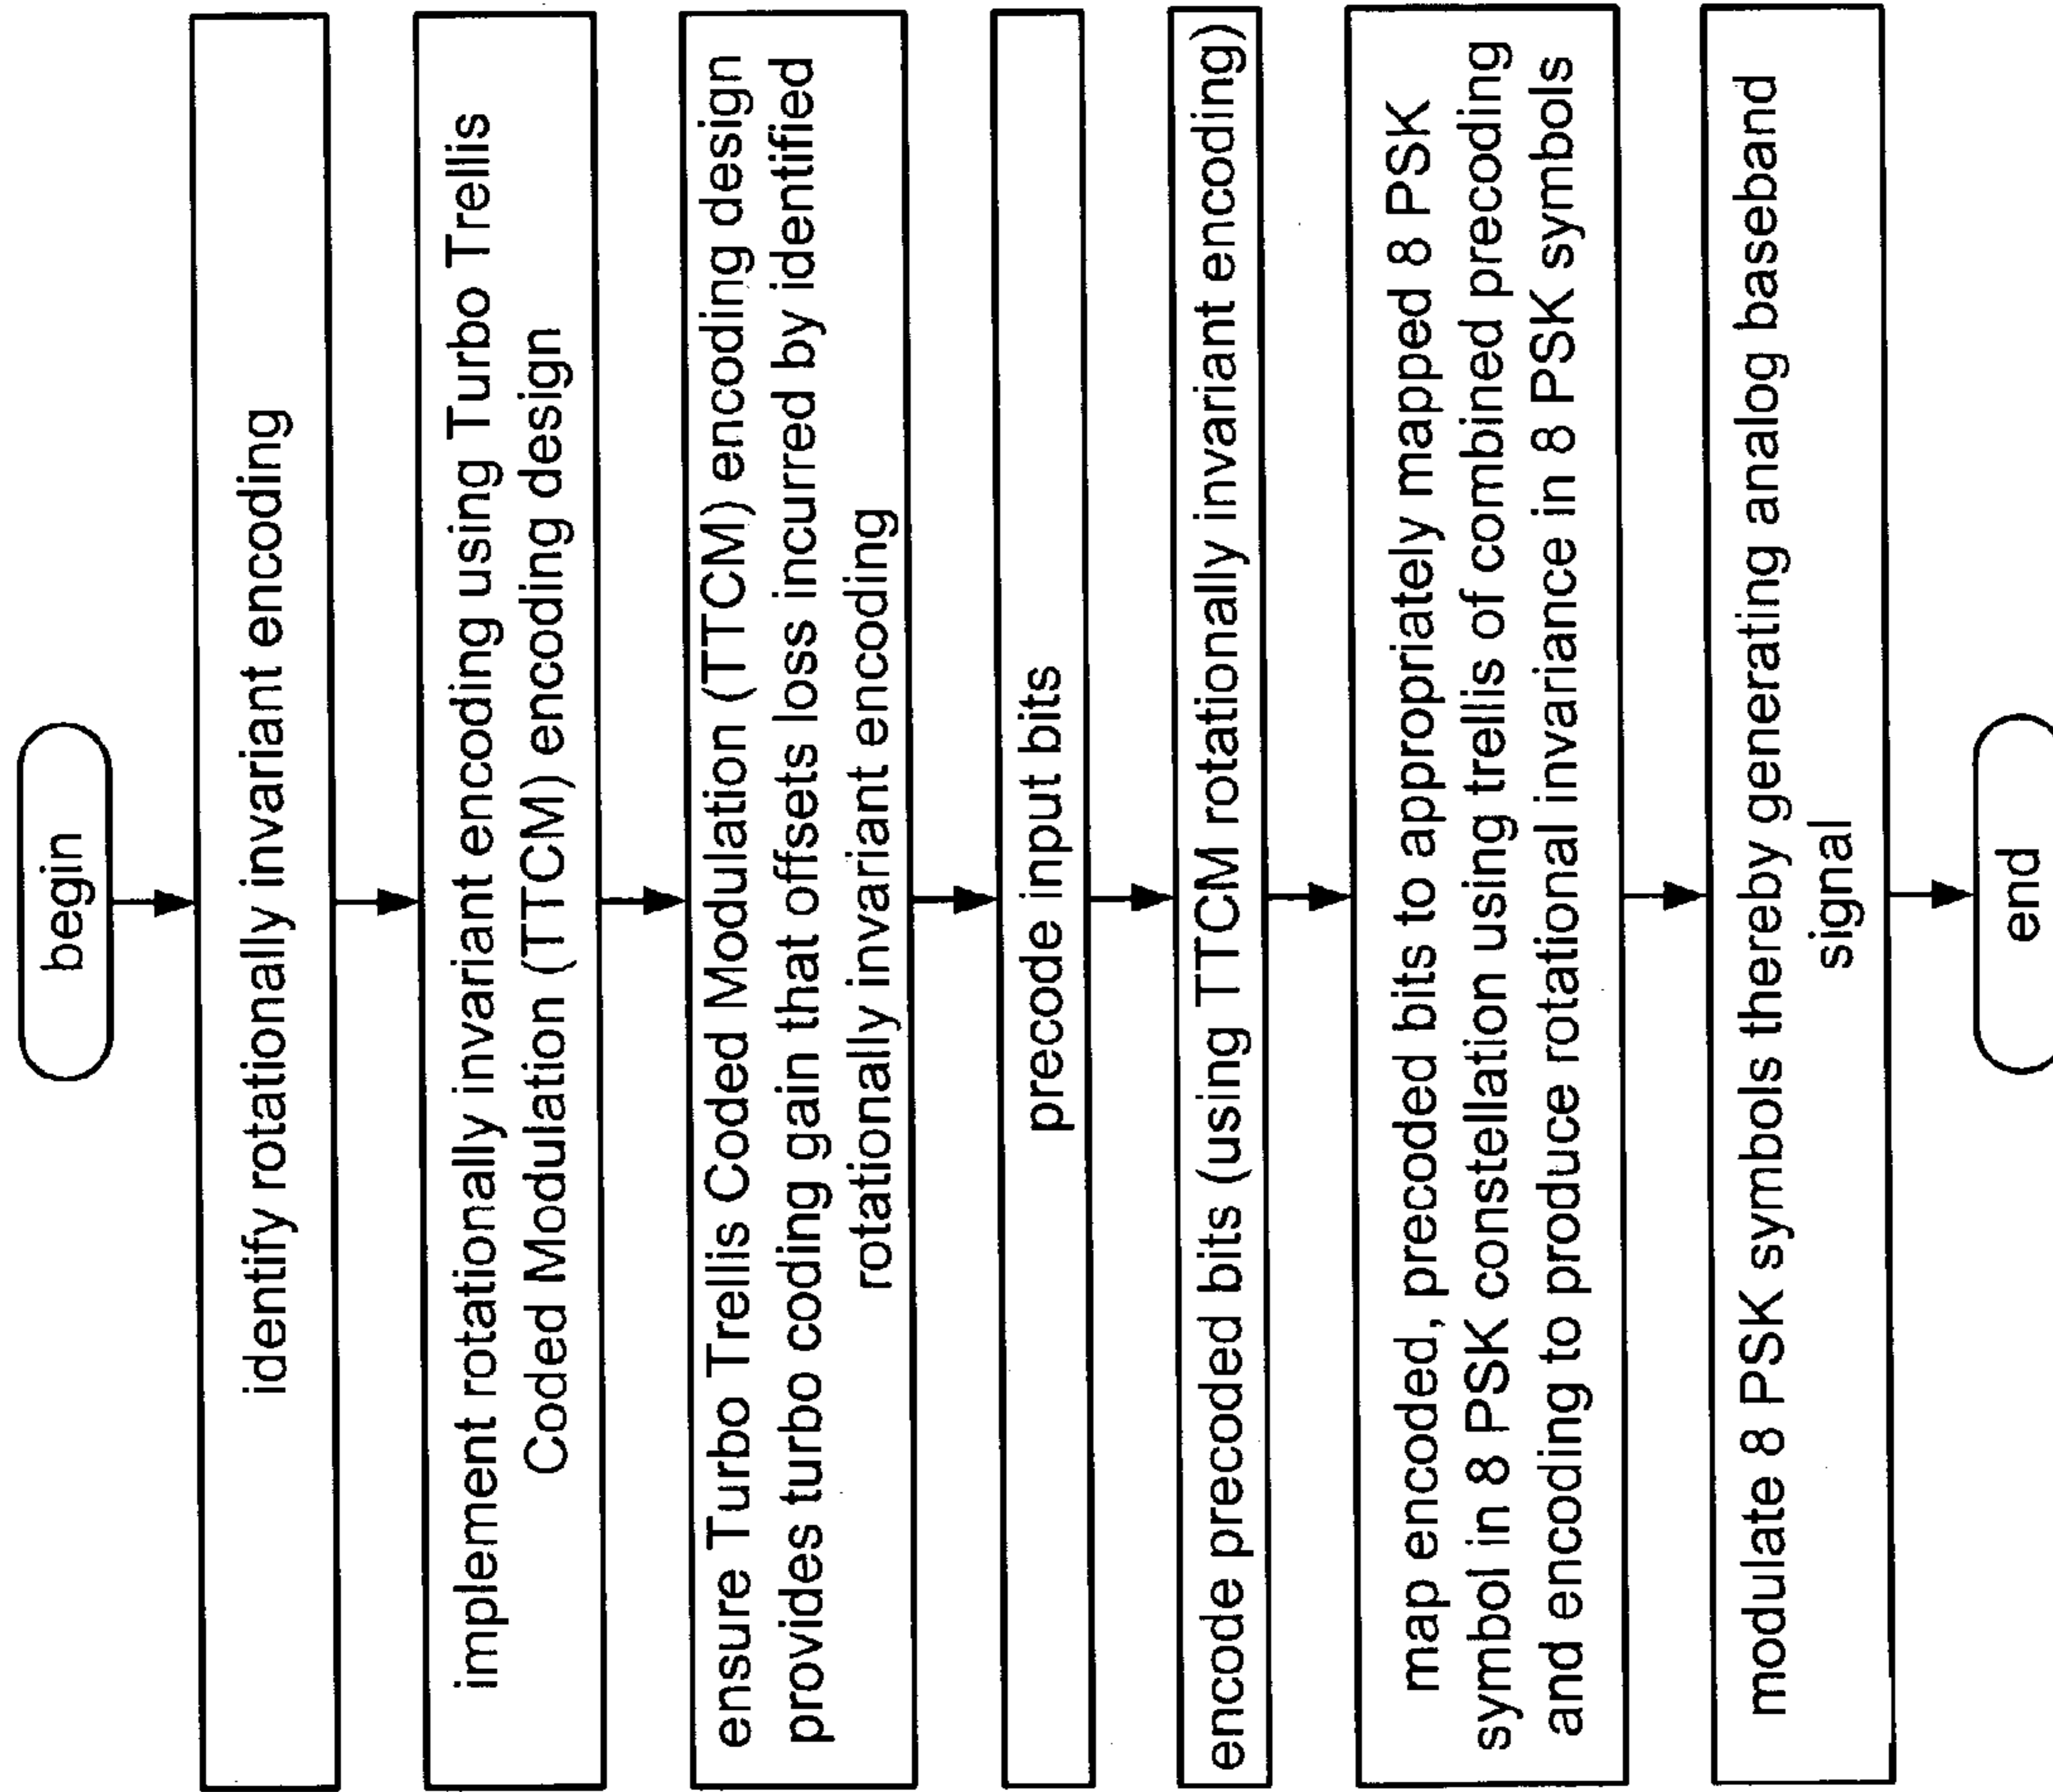 begin
identify rotationally invariant encoding
implement rotationally invariant encoding using Turbo Trellis
Coded Modulation (TTCM) encoding design
ensure Turbo Trellis Coded Modulation (TTCM) encoding design
provides turbo coding gain that offsets loss incurred by identified
rotationally invariant encoding
precode input bits
encode precoded bits (using TTCM rotationally invariant encoding)
map encoded, precoded bits to appropriately mapped 8 PSK
symbol in 8 PSK constellation using trellis of combined precoding
and encoding to produce rotational invariance in 8 PSK symbols
modulate 8 PSK symbols thereby generating analog baseband
signal
end